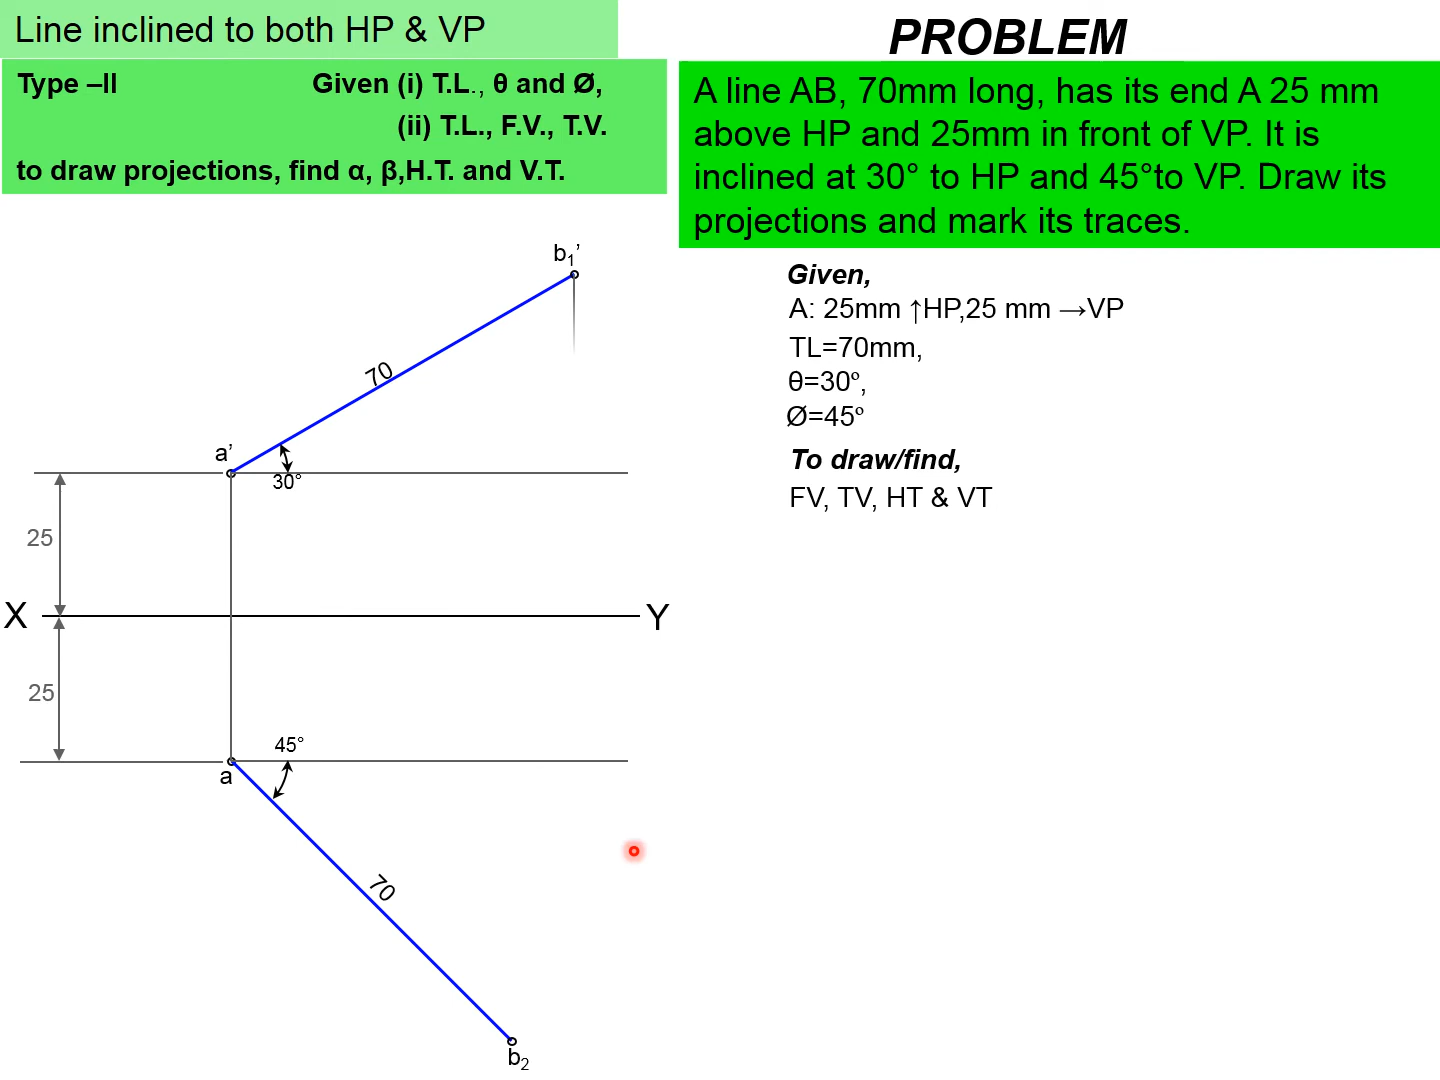 Line inclined to both HP & VP
Type –II Given (i) T.L., θ and Ø,
(ii) T.L., F.V., T.V.
to draw projections, find α, β,H.T. and V.T.
PROBLEM
A line AB, 70mm long, has its end A 25 mm
above HP and 25mm in front of VP. It is
inclined at 30° to HP and 45°to VP. Draw its
projections and mark its traces.
Given,
A: 25mm ↑HP,25 mm →VP
TL=70mm,
θ=30º,
Ø=45º
To draw/find,
FV, TV, HT & VT
b₁’
70
a’
30°
25
X
Y
25
45°
a
70
b₂